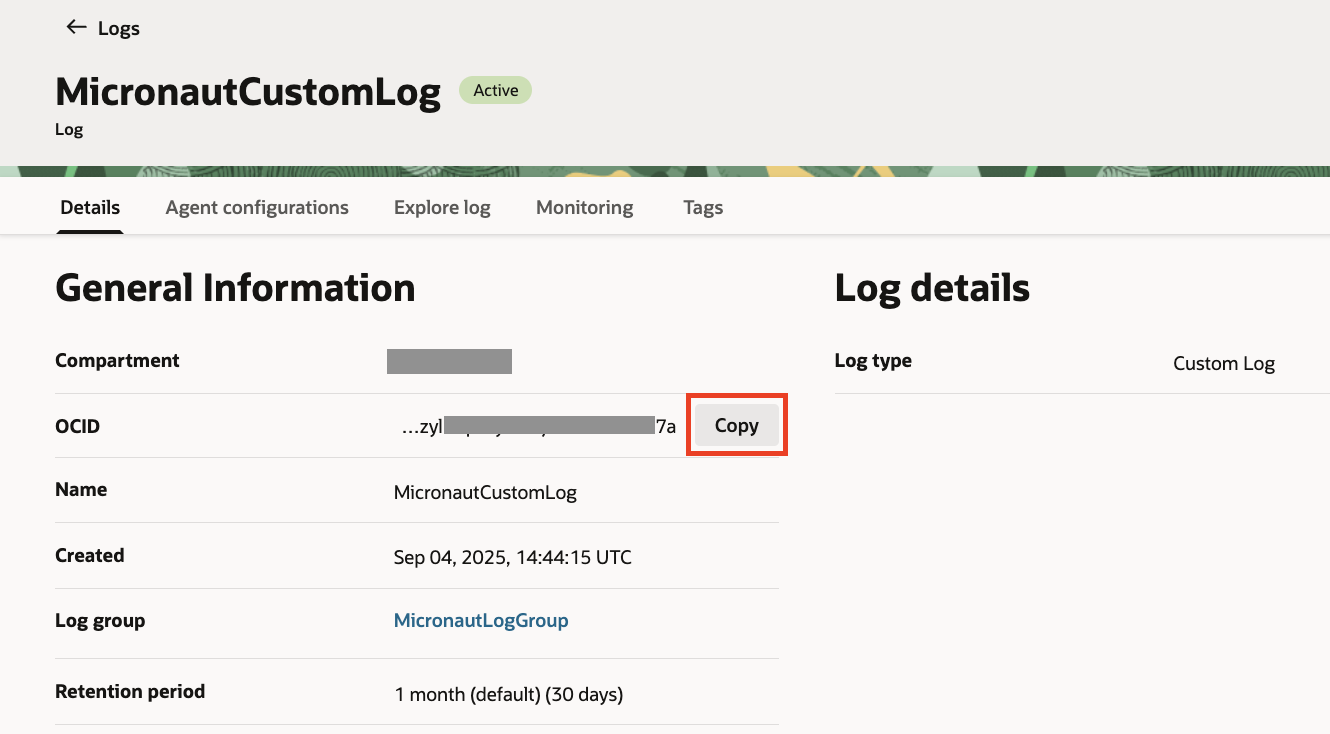 ← Logs
MicronautCustomLog Active
Log
Details Agent configurations Explore log Monitoring Tags
General Information
Compartment
OCID ...zyl 7a Copy
Name MicronautCustomLog
Created Sep 04, 2025, 14:44:15 UTC
Log group MicronautLogGroup
Retention period 1 month (default) (30 days)
Log details
Log type Custom Log